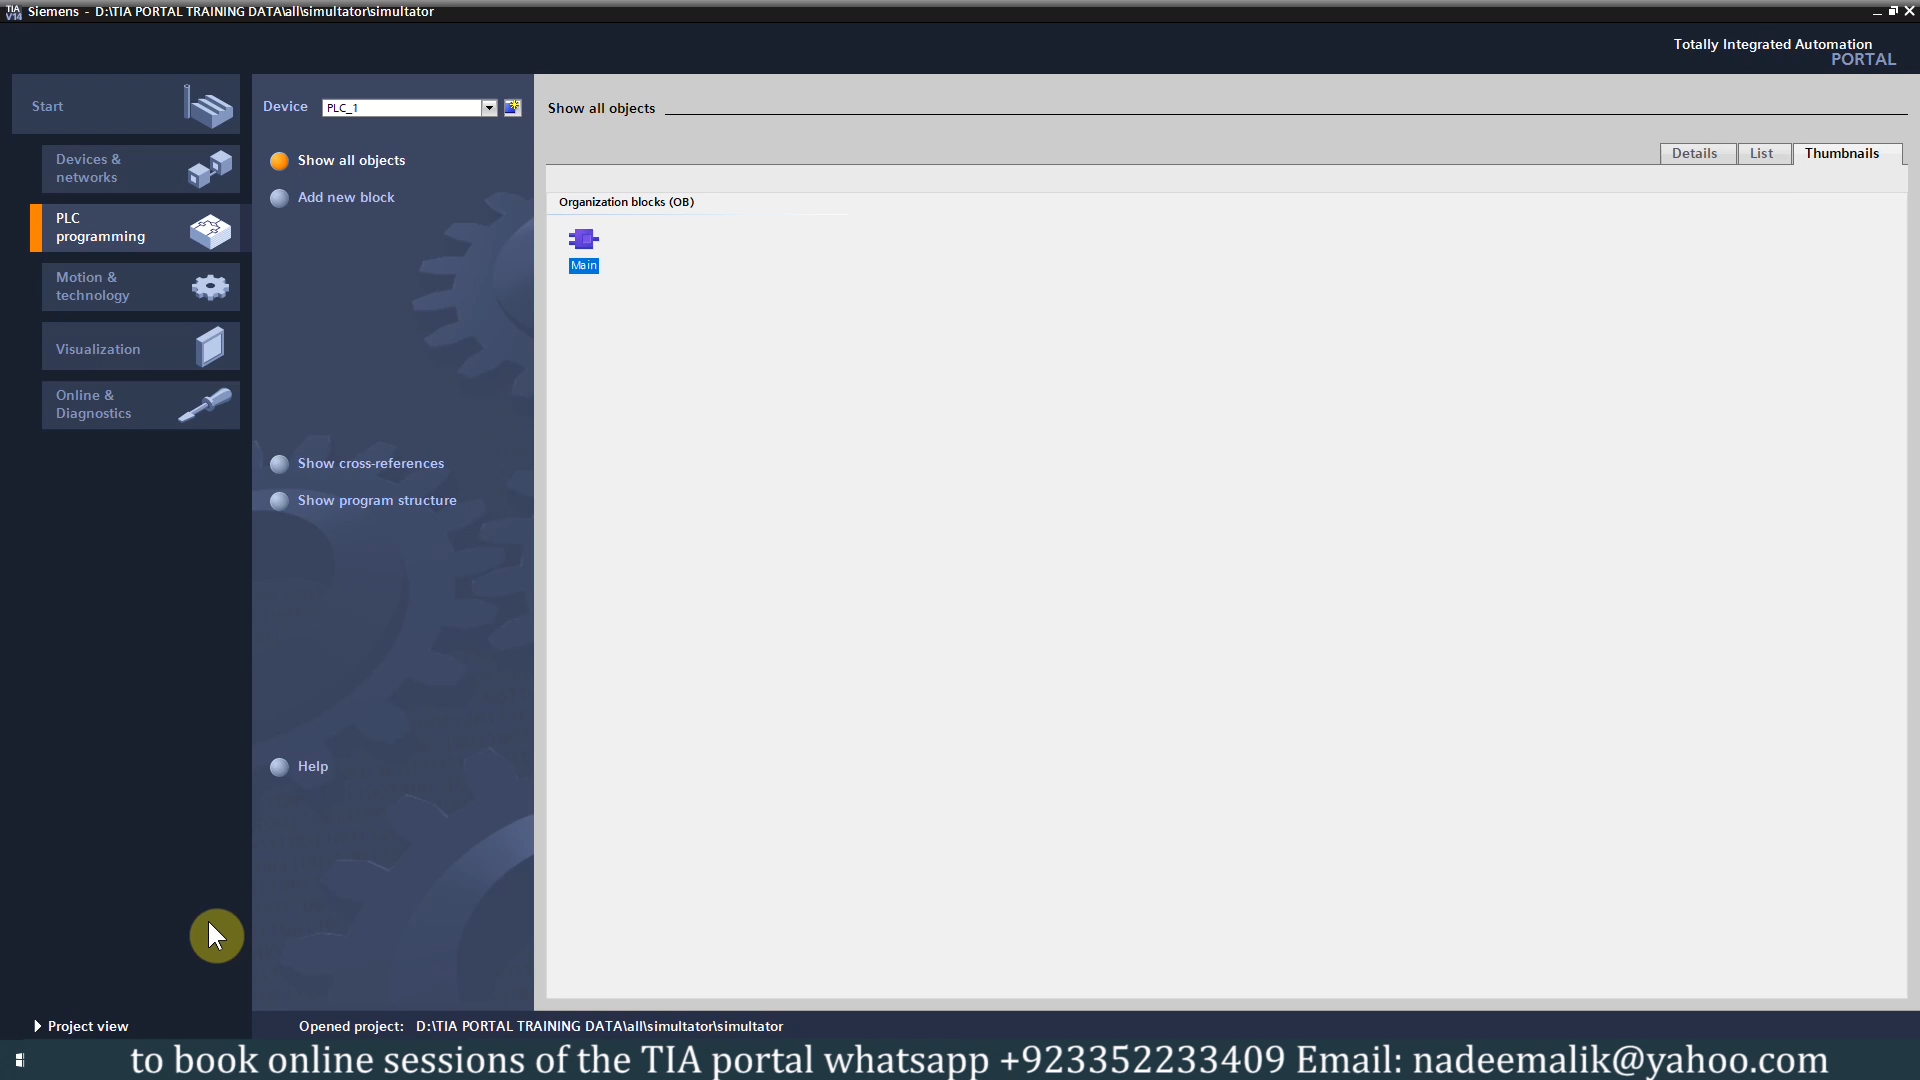 TIA
V14
Siemens - D:\TIA PORTAL TRAINING DATA\all\simultator\simultator
Totally Integrated Automation
PORTAL
Start
Devices &
networks
PLC
programming
Motion &
technology
Visualization
Online &
Diagnostics
Device PLC_1
Show all objects
Add new block
Show cross-references
Show program structure
Help
Show all objects
Details List Thumbnails
Organization blocks (OB)
Main
Project view
Opened project: D:\TIA PORTAL TRAINING DATA\all\simultator\simultator
to book online sessions of the TIA portal whatsapp +923352233409 Email: nadeemalik@yahoo.com